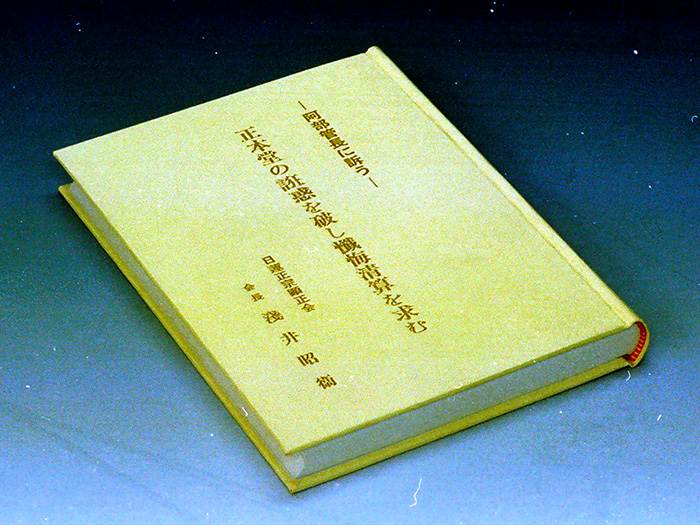 ―阿部管長に訴う―
正本堂の誑惑を破し懺悔清算を求む
日蓮正宗顕正会
会長 淺井昭衞